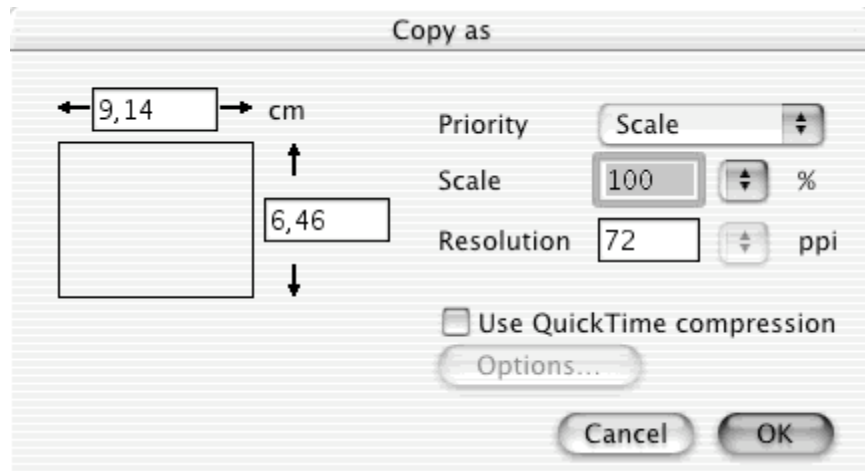 Copy as
9,14 cm
6,46
Priority Scale
Scale 100 %
Resolution 72 ppi
Use QuickTime compression
Options...
Cancel OK